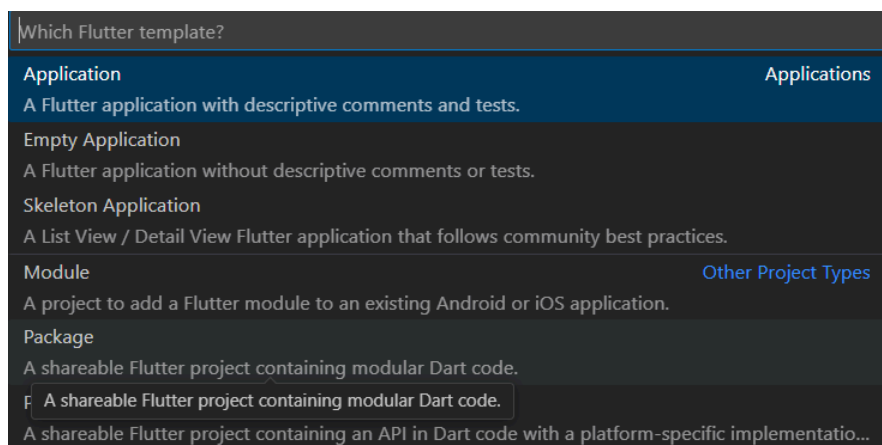 Which Flutter template?
Application Applications
A Flutter application with descriptive comments and tests.
Empty Application
A Flutter application without descriptive comments or tests.
Skeleton Application
A List View / Detail View Flutter application that follows community best practices.
Module Other Project Types
A project to add a Flutter module to an existing Android or iOS application.
Package
A shareable Flutter project containing modular Dart code.
A shareable Flutter project containing modular Dart code.
A shareable Flutter project containing an API in Dart code with a platform-specific implementatio...